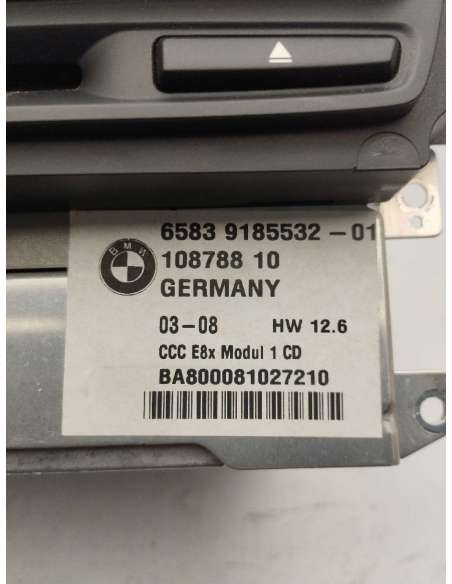 6583 9185532-01
108788 10
GERMANY
03-08 HW 12.6
CCC E8x Modul 1 CD
BA800081027210